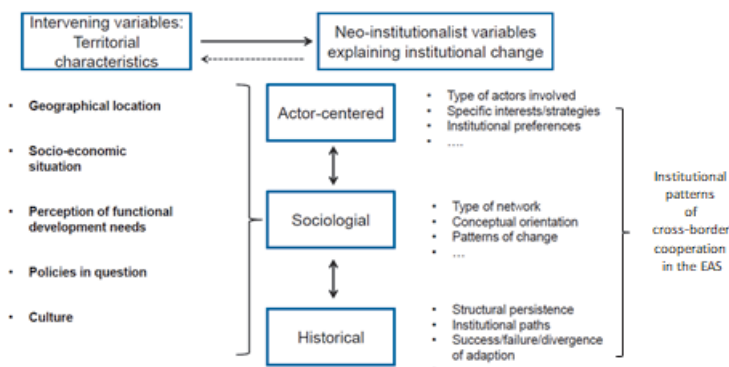 Intervening variables:
Territorial
characteristics
Neo-institutionalist variables
explaining institutional change
• Geographical location
• Socio-economic
situation
• Perception of functional
development needs
• Policies in question
• Culture
Actor-centered
• Type of actors involved
• Specific interests/strategies
• Institutional preferences
• ….
Sociologial
• Type of network
• Conceptual orientation
• Patterns of change
• …
Historical
• Structural persistence
• Institutional paths
• Success/failure/divergence
of adaption
Institutional
patterns
of
cross-border
cooperation
in the EAS